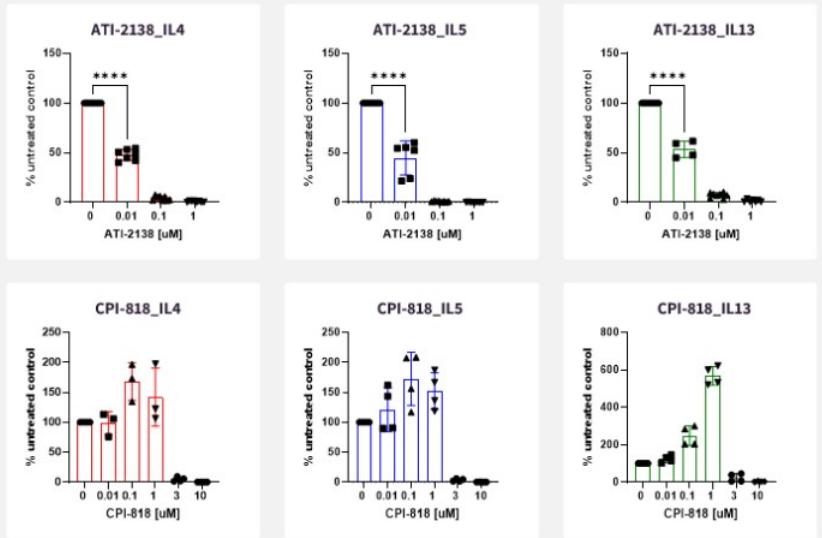 ATI-2138_IL4
150
100
50
0
% untreated control
****
0 0.01 0.1 1
ATI-2138 [uM]
ATI-2138_IL5
150
100
50
0
% untreated control
****
0 0.01 0.1 1
ATI-2138 [uM]
ATI-2138_IL13
150
100
50
0
% untreated control
****
0 0.01 0.1 1
ATI-2138 [uM]
CPI-818_IL4
250
200
150
100
50
0
% untreated control
0 0.01 0.1 1 3 10
CPI-818 [uM]
CPI-818_IL5
250
200
150
100
50
0
% untreated control
0 0.01 0.1 1 3 10
CPI-818 [uM]
CPI-818_IL13
800
600
400
200
0
% untreated control
0 0.01 0.1 1 3 10
CPI-818 [uM]